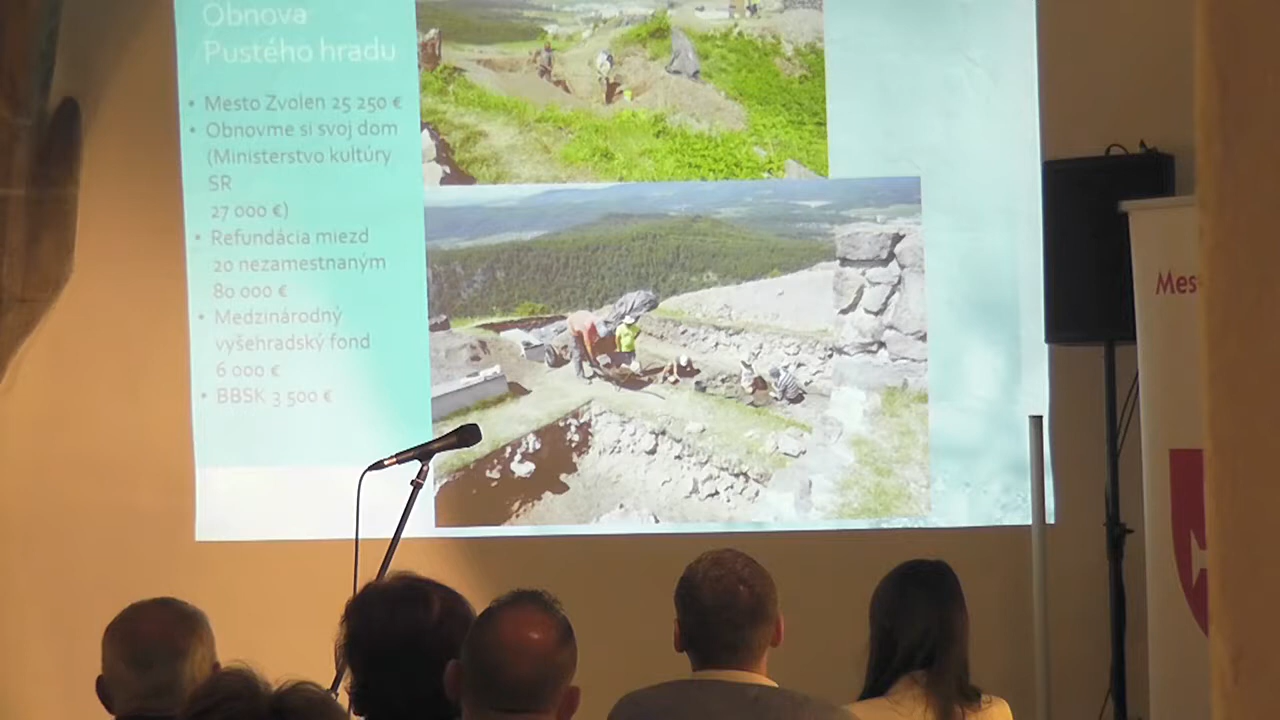 Obnova
Pustého hradu
• Mesto Zvolen 25 250 €
• Obnovme si svoj dom
(Ministerstvo kultúry
SR
27 000 €)
• Refundácia miezd
20 nezamestnaným
80 000 €
• Medzinárodný
vyšehradský fond
6 000 €
• BBSK 3 500 €
Mes